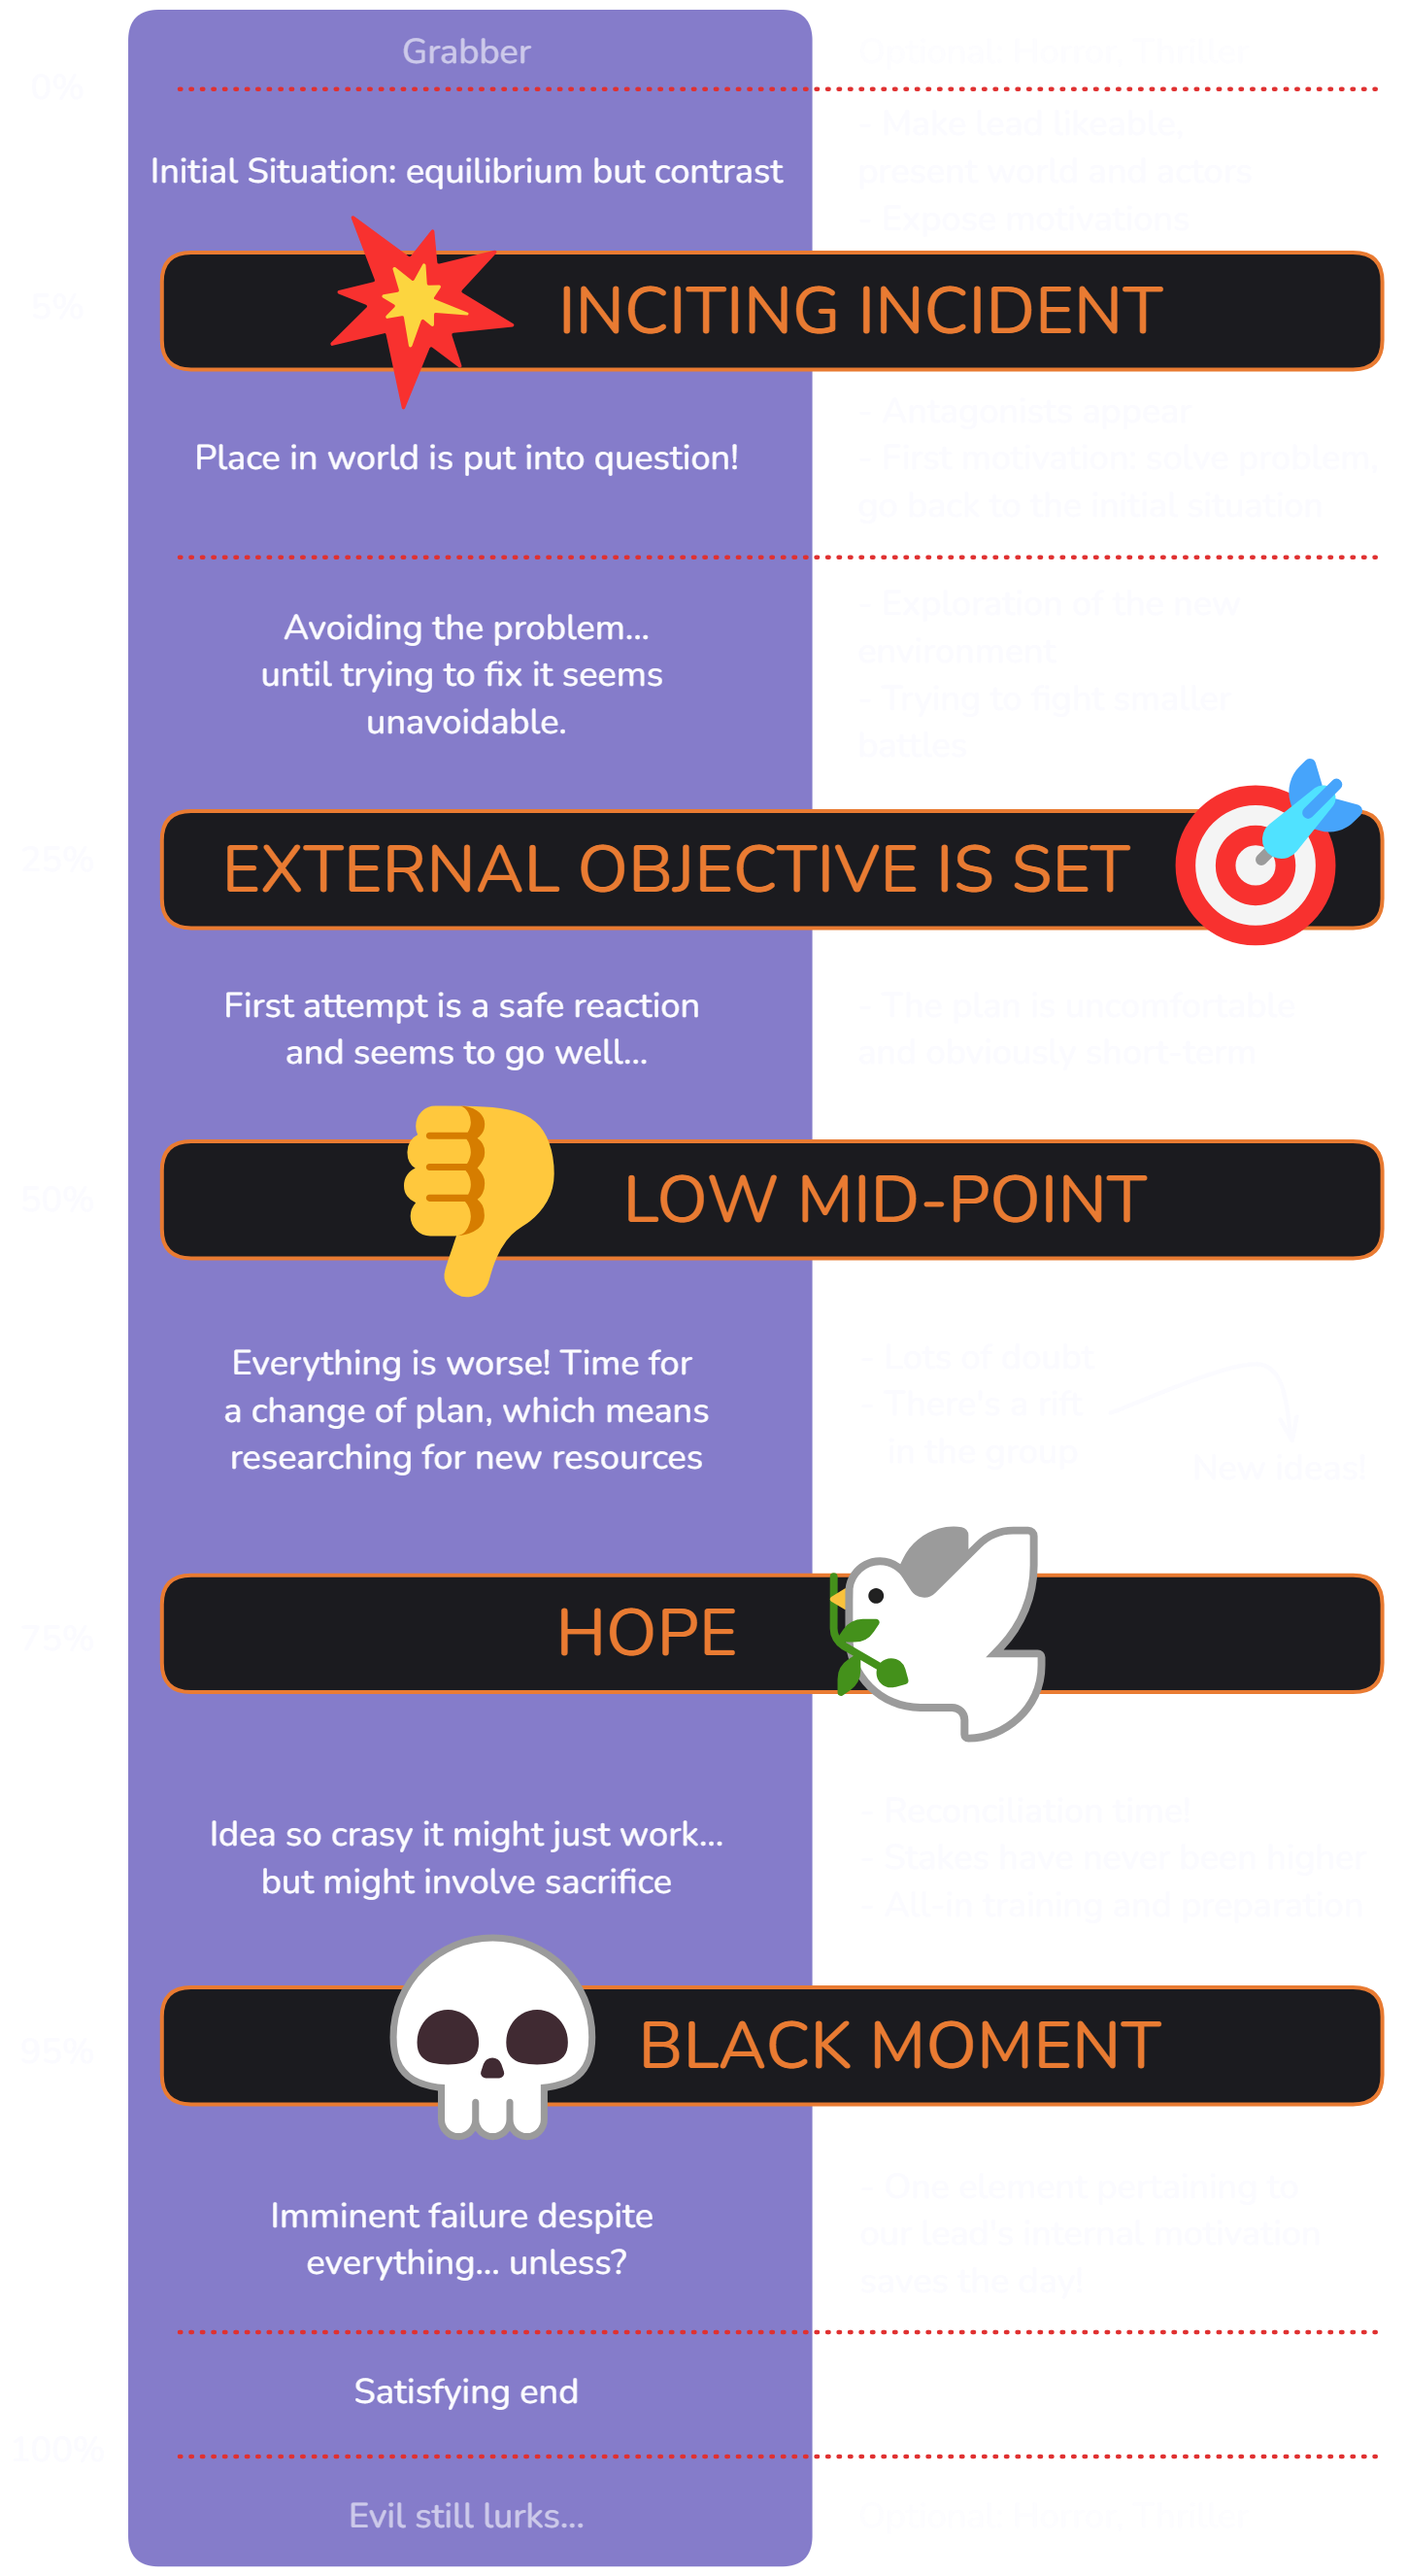 Grabber
Optional. Horror. Thriller
0%
- Make lead likeable,
present world and actors
- Expose motivations
Initial Situation: equilibrium but contrast
5%
INCITING INCIDENT
Place in world is put into question!
- Antagonists appear
- First motivation: solve problem,
go back to the initial situation
Avoiding the problem...
until trying to fix it seems
unavoidable.
- Exploration of the new
environment
- Trying to fight smaller
battles
25%
EXTERNAL OBJECTIVE IS SET
First attempt is a safe reaction
and seems to go well...
- The plan is uncomfortable
and obviously short-term
50%
LOW MID-POINT
Everything is worse! Time for
a change of plan, which means
researching for new resources
- Lots of doubt
- There's a rift
in the group
New ideas!
75%
HOPE
Idea so crasy it might just work...
but might involve sacrifice
- Reconciliation time!
- Stakes have never been higher
- All-in training and preparation
95%
BLACK MOMENT
Imminent failure despite
everything... unless?
- One element pertaining to
our lead's internal motivation
saves the day!
Satisfying end
100%
Evil still lurks...
Optional. Horror. Thriller